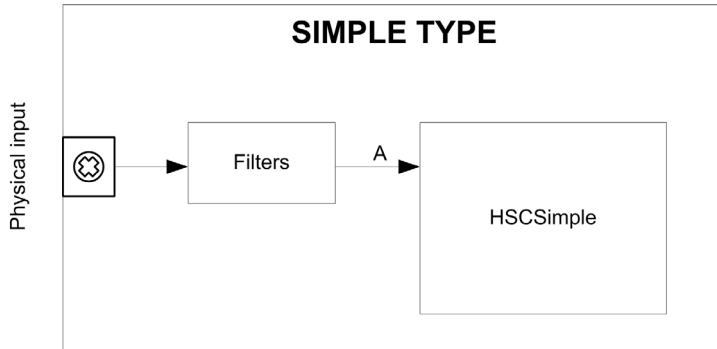 SIMPLE TYPE
Physical input
Filters
A
HSCSimple